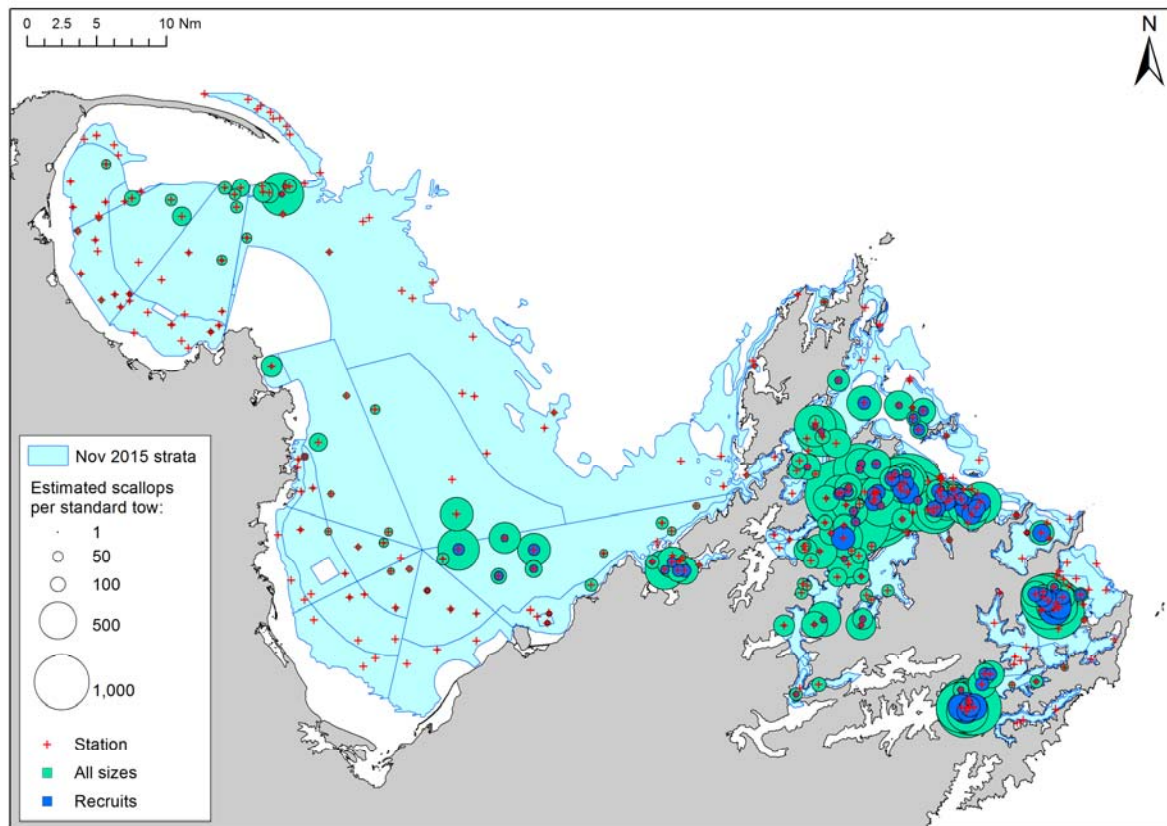 0 2.5 5 10 Nm
N
Nov 2015 strata
Estimated scallops
per standard tow:
1
50
100
500
1,000
Station
All sizes
Recruits